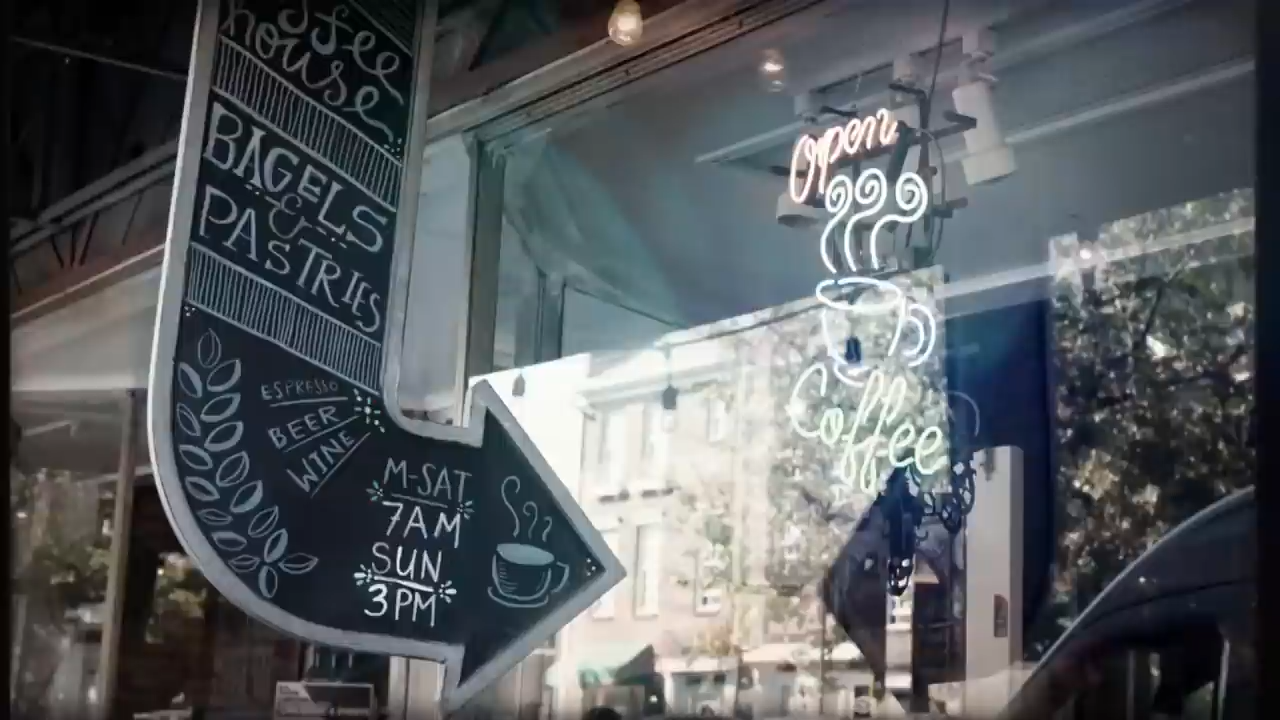 house
BAGELS
&
PASTRIES
ESPRESSO
BEER
WINE
M-SAT
7AM
SUN
3PM
open
Coffee